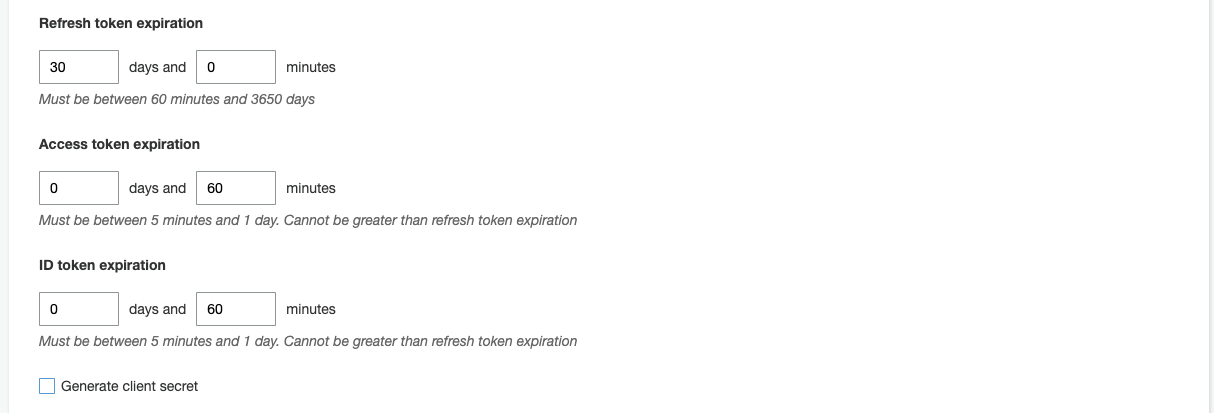 Refresh token expiration
30 days and 0 minutes
Must be between 60 minutes and 3650 days
Access token expiration
0 days and 60 minutes
Must be between 5 minutes and 1 day. Cannot be greater than refresh token expiration
ID token expiration
0 days and 60 minutes
Must be between 5 minutes and 1 day. Cannot be greater than refresh token expiration
Generate client secret